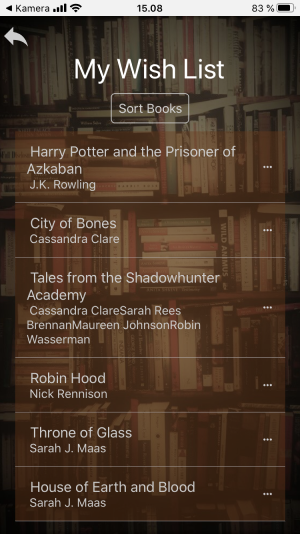 ◀ Kamera 15.08 83 %
My Wish List
Sort Books
Harry Potter and the Prisoner of
Azkaban
J.K. Rowling
...
City of Bones
Cassandra Clare
...
Tales from the Shadowhunter
Academy
Cassandra ClareSarah Rees
BrennanMaureen JohnsonRobin
Wasserman
...
Robin Hood
Nick Rennison
...
Throne of Glass
Sarah J. Maas
...
House of Earth and Blood
Sarah J. Maas
...